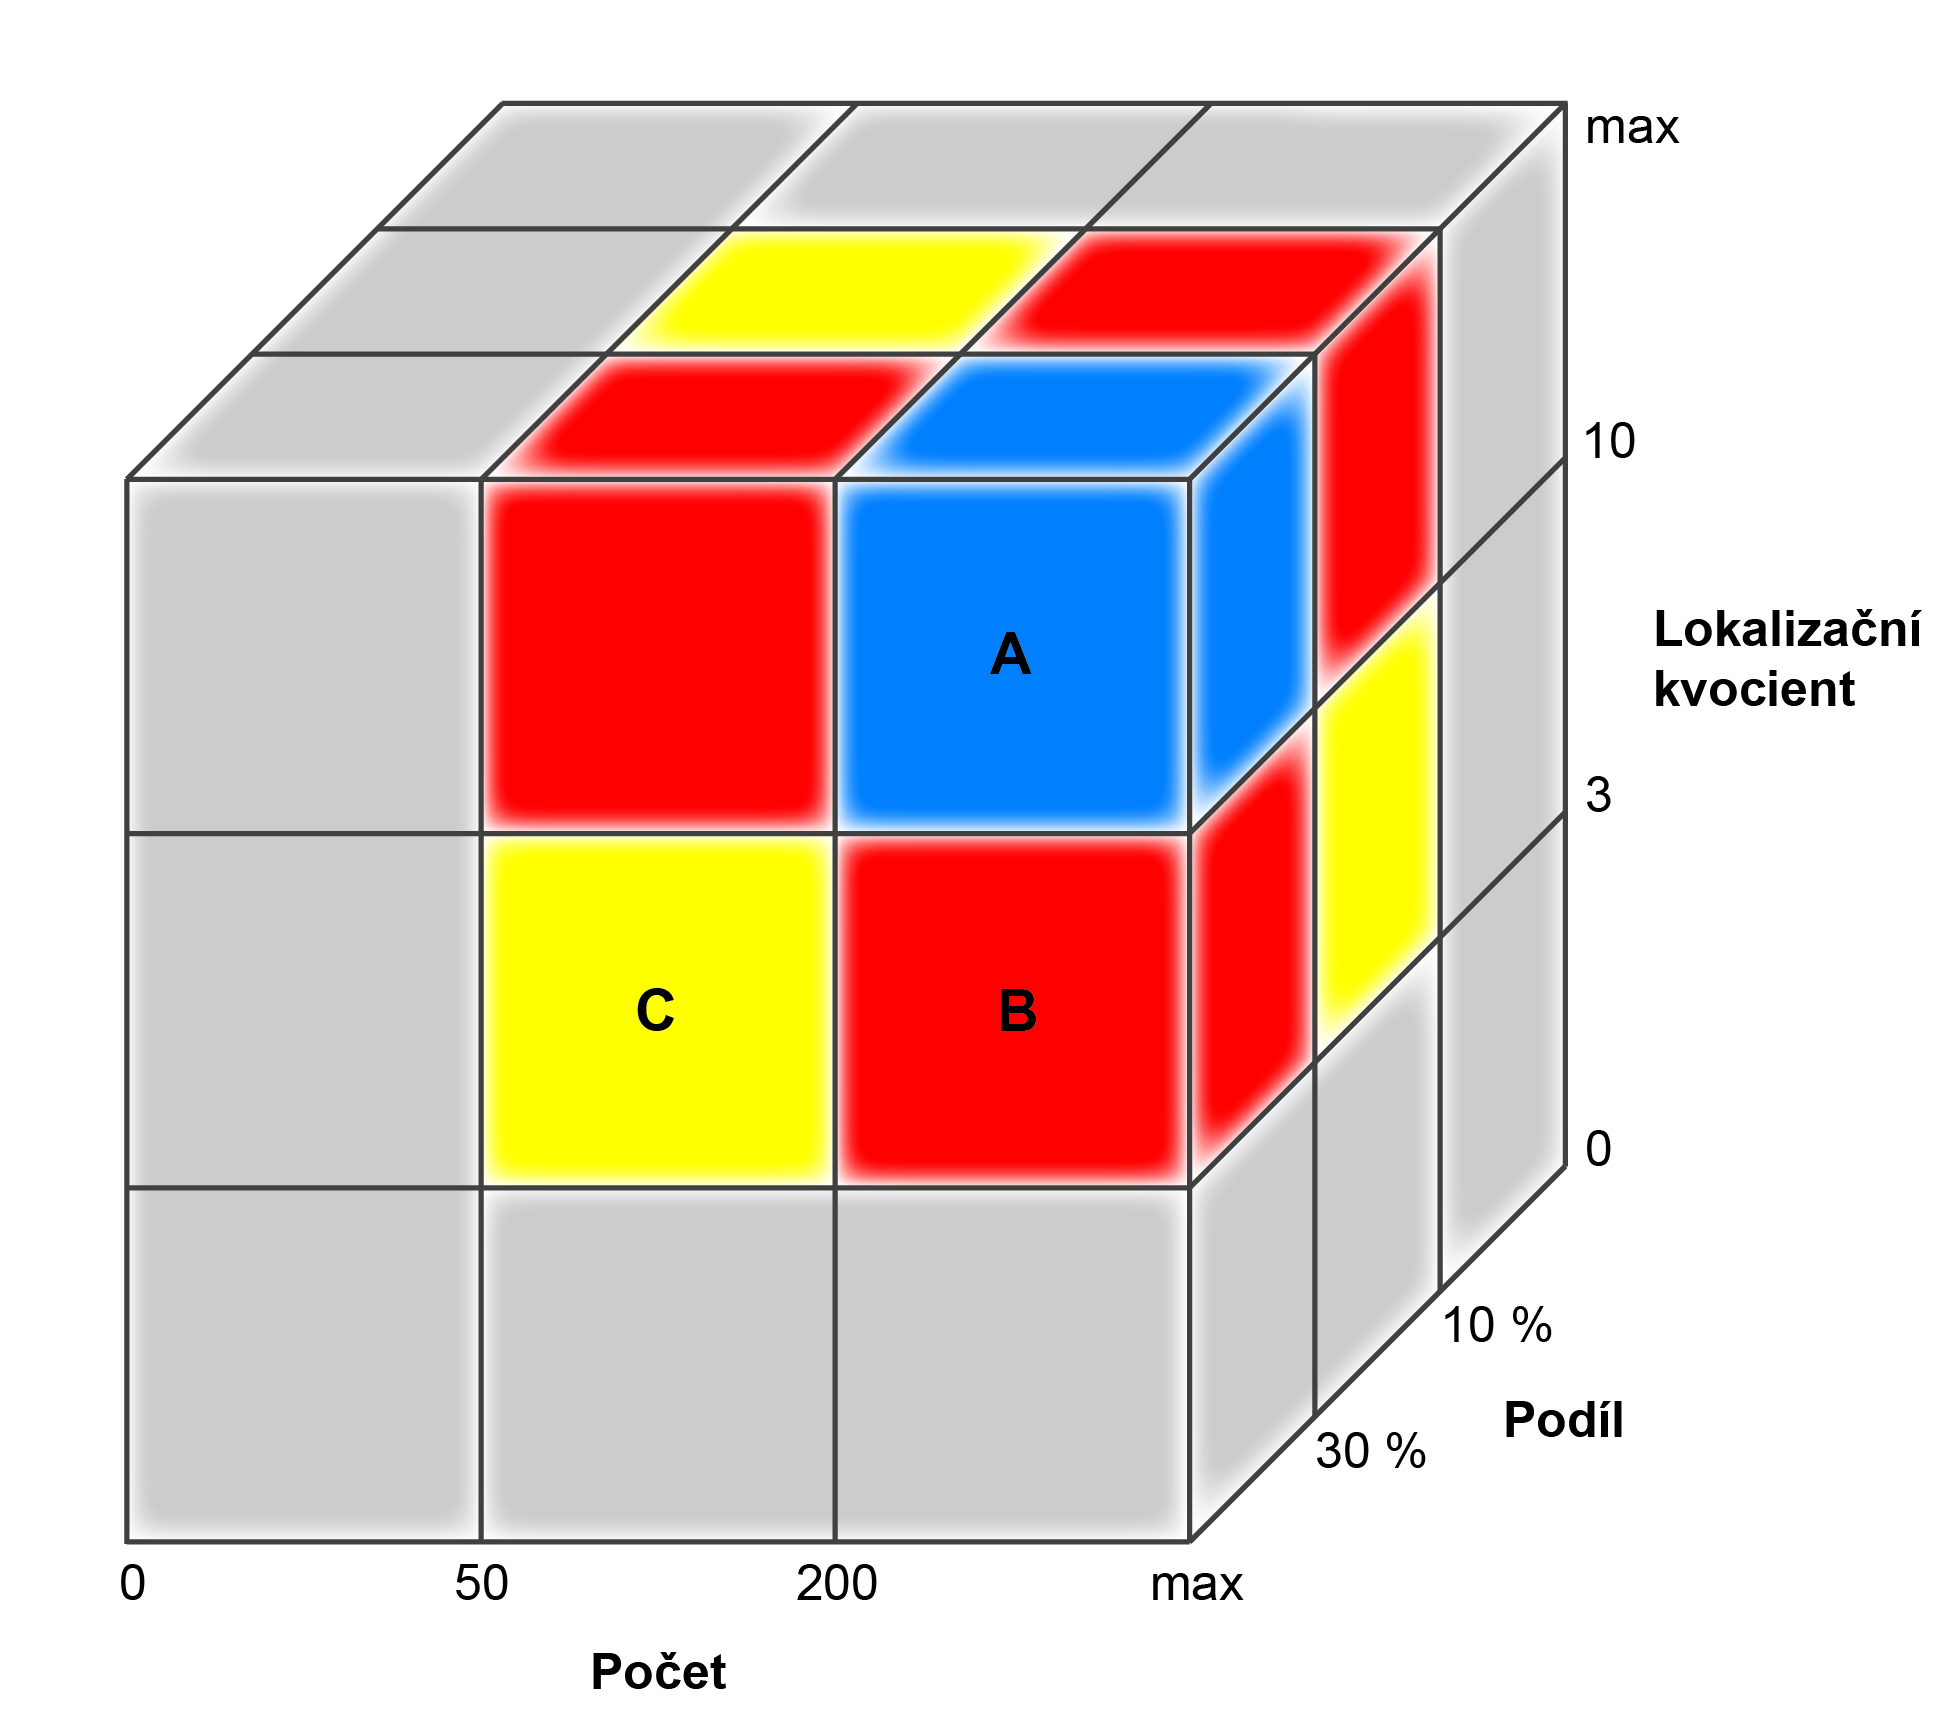 max
10
Lokalizační
kvocient
A
3
C
B
0
10 %
Podíl
30 %
0
50
200
max
Počet